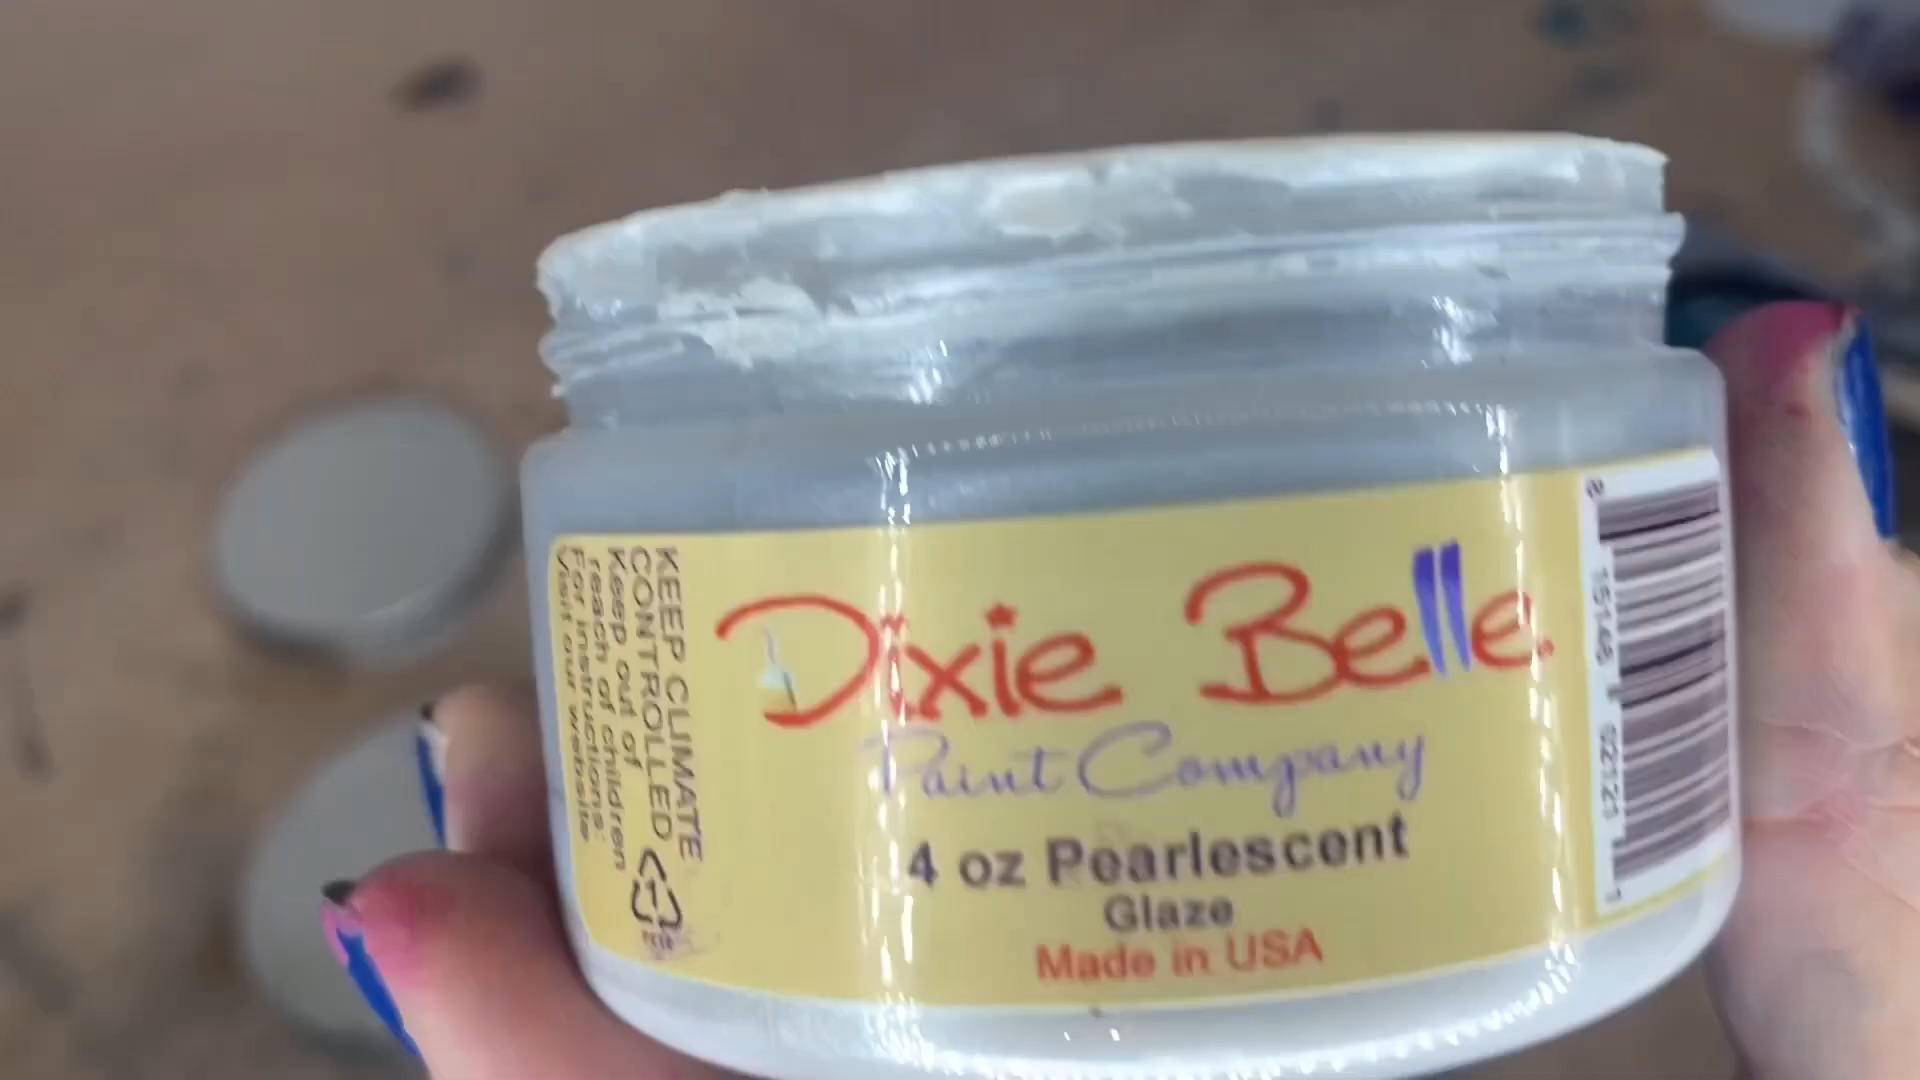 KEEP CLIMATE
CONTROLLED
Keep out of
reach of children
For instructions:
Visit our website
1
Dixie Belle
Paint Company
4 oz Pearlescent
Glaze
Made in USA